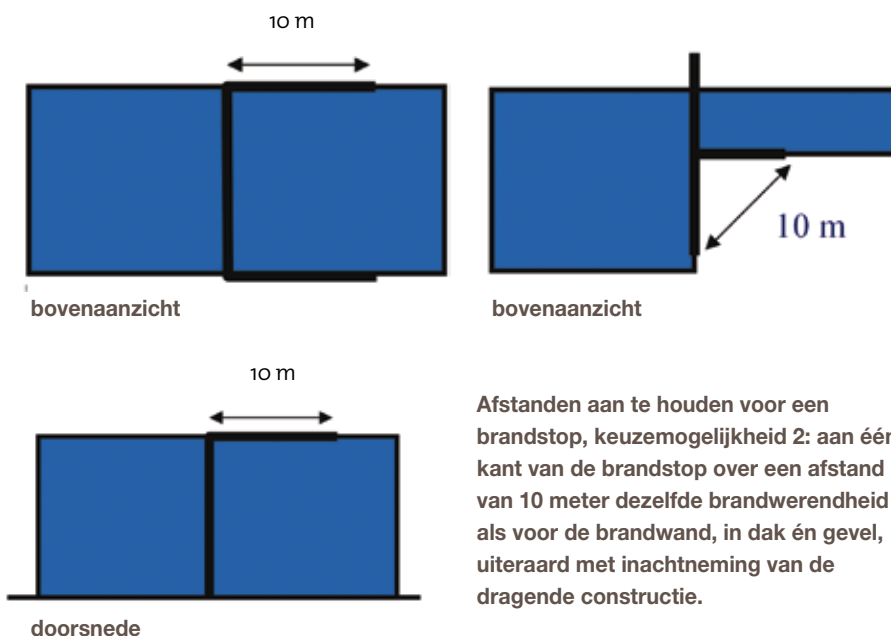 10 m
10 m
bovenaanzicht
bovenaanzicht
10 m
Afstanden aan te houden voor een
brandstop, keuzemogelijkheid 2: aan één
kant van de brandstop over een afstand
van 10 meter dezelfde brandwerendheid
als voor de brandwand, in dak én gevel,
uiteraard met inachtneming van de
dragende constructie.
doorsnede